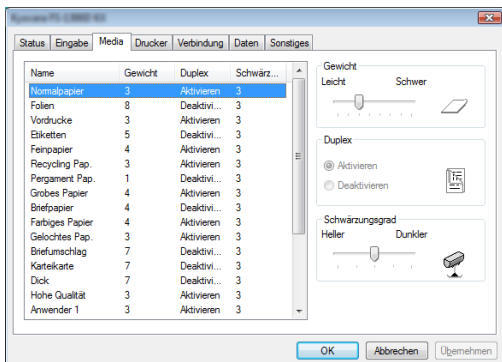 Status Eingabe Media Drucker Verbindung Daten Sonstiges
Name Gewicht Duplex Schwärz...
Normalpapier 3 Aktivieren 3
Folien 8 Deaktivi... 3
Vordrucke 3 Aktivieren 3
Etiketten 5 Deaktivi... 3
Feinpapier 4 Aktivieren 3
Recycling Pap. 3 Aktivieren 3
Pergament Pap. 1 Deaktivi... 3
Grobes Papier 4 Aktivieren 3
Briefpapier 4 Deaktivi... 3
Farbiges Papier 4 Aktivieren 3
Gelochtes Pap. 3 Aktivieren 3
Briefumschlag 7 Deaktivi... 3
Karteikarte 7 Deaktivi... 3
Dick 7 Deaktivi... 3
Hohe Qualität 3 Aktivieren 3
Anwender 1 3 Aktivieren 3
Gewicht
Leicht Schwer
Duplex
Aktivieren
Deaktivieren
Schwärzungsgrad
Heller Dunkler
OK Abbrechen Übernehmen